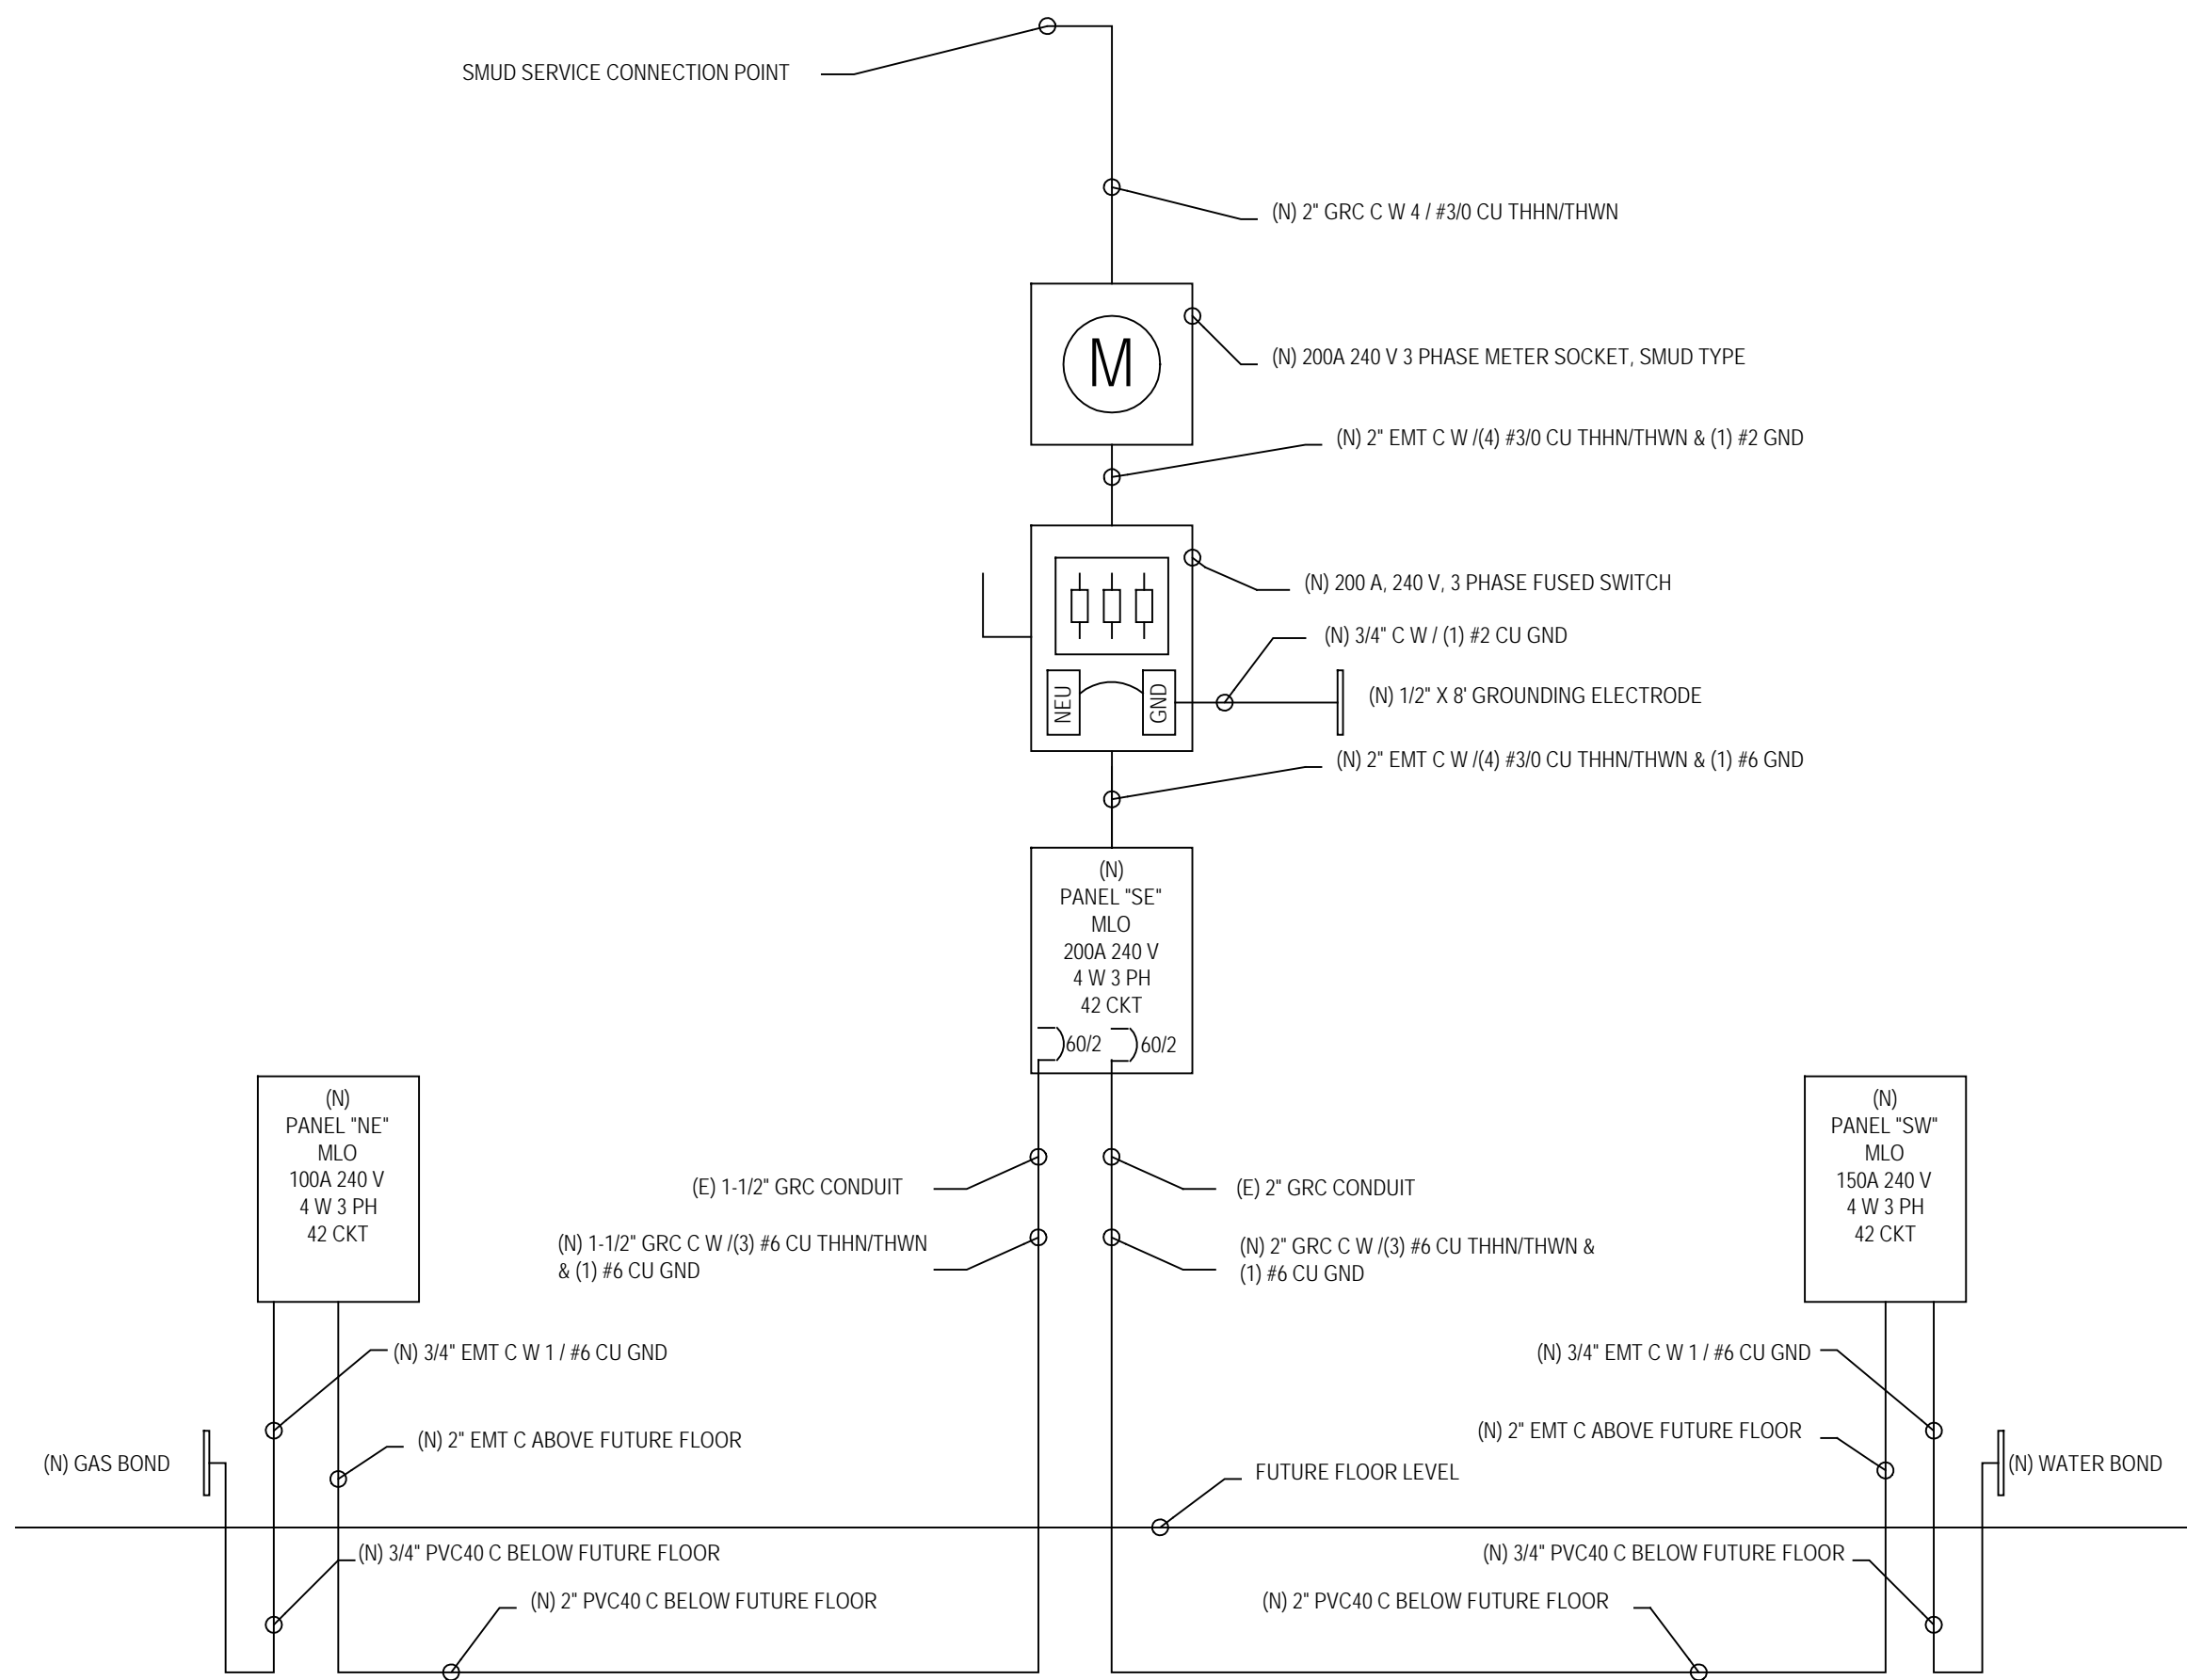 SMUD SERVICE CONNECTION POINT
(N) 2" GRC C W 4 / #3/0 CU THHN/THWN
M
(N) 200A 240 V 3 PHASE METER SOCKET, SMUD TYPE
(N) 2" EMT C W /(4) #3/0 CU THHN/THWN & (1) #2 GND
(N) 200 A, 240 V, 3 PHASE FUSED SWITCH
(N) 3/4" C W / (1) #2 CU GND
NEU
GND
(N) 1/2" X 8' GROUNDING ELECTRODE
(N) 2" EMT C W /(4) #3/0 CU THHN/THWN & (1) #6 GND
(N)
PANEL "SE"
MLO
200A 240 V
4 W 3 PH
42 CKT
60/2
60/2
(N)
PANEL "NE"
MLO
100A 240 V
4 W 3 PH
42 CKT
(N)
PANEL "SW"
MLO
150A 240 V
4 W 3 PH
42 CKT
(E) 1-1/2" GRC CONDUIT
(E) 2" GRC CONDUIT
(N) 1-1/2" GRC C W /(3) #6 CU THHN/THWN
& (1) #6 CU GND
(N) 2" GRC C W /(3) #6 CU THHN/THWN &
(1) #6 CU GND
(N) 3/4" EMT C W 1 / #6 CU GND
(N) 3/4" EMT C W 1 / #6 CU GND
(N) 2" EMT C ABOVE FUTURE FLOOR
(N) 2" EMT C ABOVE FUTURE FLOOR
(N) GAS BOND
FUTURE FLOOR LEVEL
(N) WATER BOND
(N) 3/4" PVC40 C BELOW FUTURE FLOOR
(N) 3/4" PVC40 C BELOW FUTURE FLOOR
(N) 2" PVC40 C BELOW FUTURE FLOOR
(N) 2" PVC40 C BELOW FUTURE FLOOR